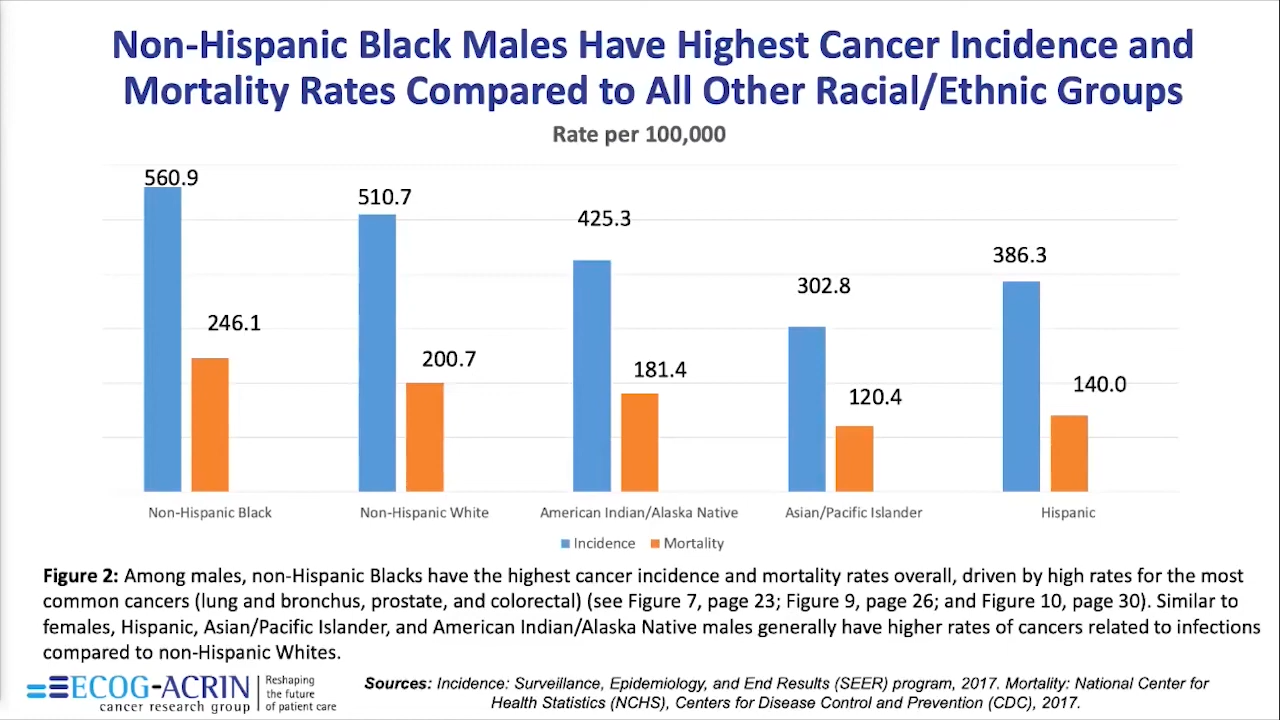 Non-Hispanic Black Males Have Highest Cancer Incidence and
Mortality Rates Compared to All Other Racial/Ethnic Groups
Rate per 100,000
560.9
246.1
510.7
200.7
425.3
181.4
302.8
120.4
386.3
140.0
Non-Hispanic Black
Non-Hispanic White
American Indian/Alaska Native
Asian/Pacific Islander
Hispanic
Incidence
Mortality
Figure 2: Among males, non-Hispanic Blacks have the highest cancer incidence and mortality rates overall, driven by high rates for the most
common cancers (lung and bronchus, prostate, and colorectal) (see Figure 7, page 23; Figure 9, page 26; and Figure 10, page 30). Similar to
females, Hispanic, Asian/Pacific Islander, and American Indian/Alaska Native males generally have higher rates of cancers related to infections
compared to non-Hispanic Whites.
ECOG-ACRIN
cancer research group
Reshaping
the future
of patient care
Sources: Incidence: Surveillance, Epidemiology, and End Results (SEER) program, 2017. Mortality: National Center for
Health Statistics (NCHS), Centers for Disease Control and Prevention (CDC), 2017.